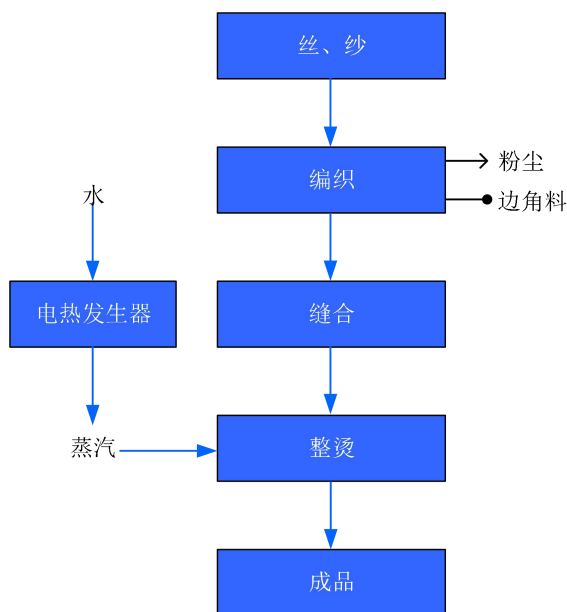 丝、纱
编织
粉尘
边角料
水
电热发生器
缝合
蒸汽
整烫
成品